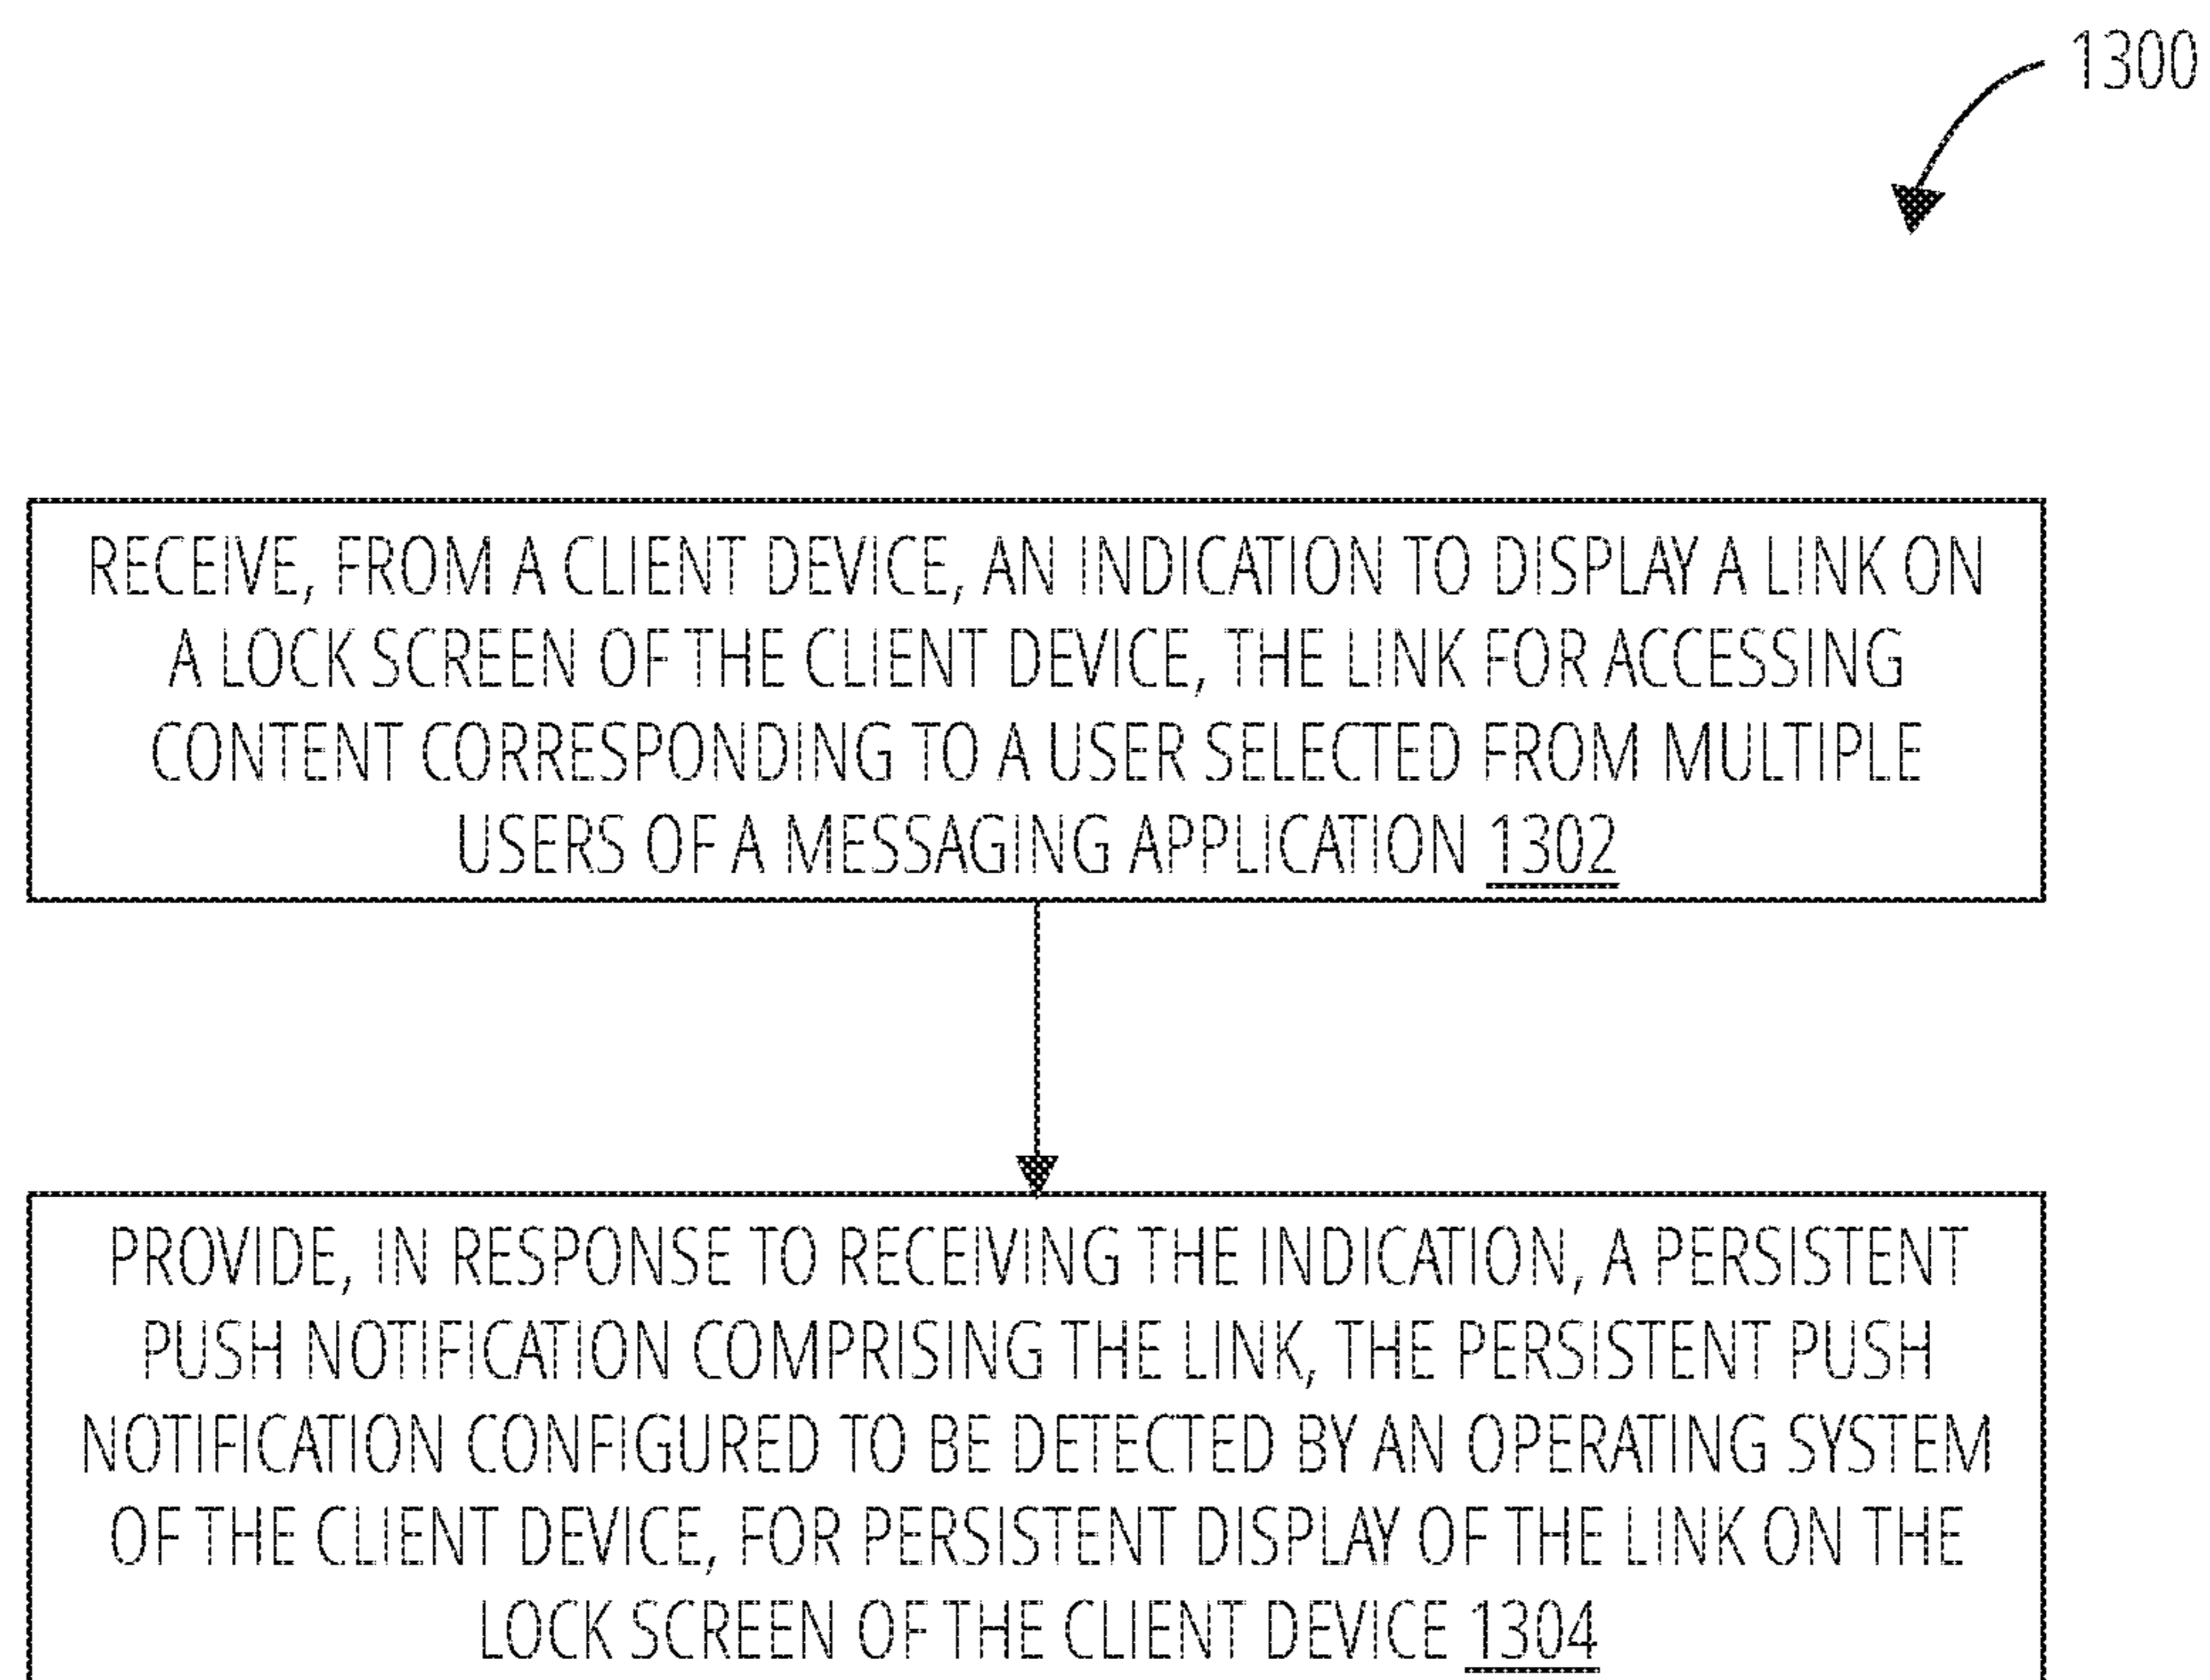 1300
RECEIVE, FROM A CLIENT DEVICE, AN INDICATION TO DISPLAY A LINK ON
A LOCK SCREEN OF THE CLIENT DEVICE, THE LINK FOR ACCESSING
CONTENT CORRESPONDING TO A USER SELECTED FROM MULTIPLE
USERS OF A MESSAGING APPLICATION 1302
PROVIDE, IN RESPONSE TO RECEIVING THE INDICATION, A PERSISTENT
PUSH NOTIFICATION COMPRISING THE LINK, THE PERSISTENT PUSH
NOTIFICATION CONFIGURED TO BE DETECTED BY AN OPERATING SYSTEM
OF THE CLIENT DEVICE, FOR PERSISTENT DISPLAY OF THE LINK ON THE
LOCK SCREEN OF THE CLIENT DEVICE 1304